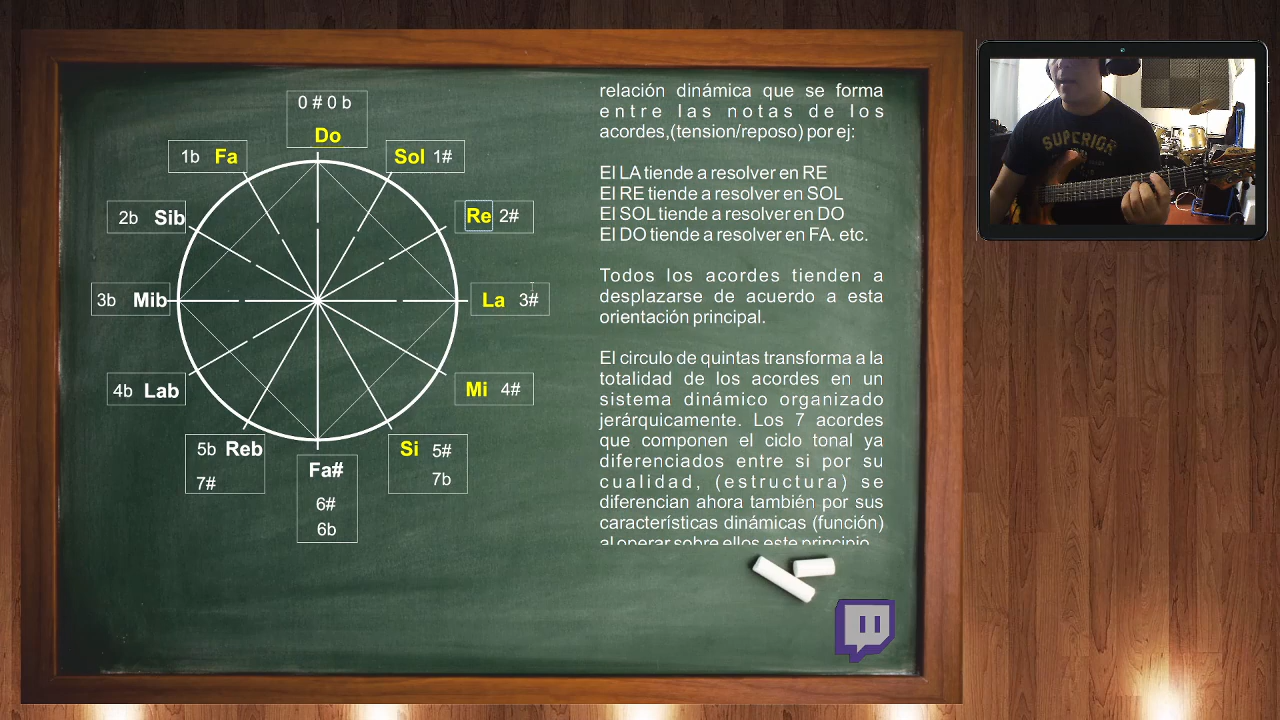 0 # 0 b
Do
1b Fa
Sol 1#
2b Sib
Re 2#
3b Mib
La 3#
4b Lab
Mi 4#
5b Reb
7#
Si 5#
7b
Fa#
6#
6b
relación dinámica que se forma
entre las notas de los
acordes,(tension/reposo) por ej:
El LA tiende a resolver en RE
El RE tiende a resolver en SOL
El SOL tiende a resolver en DO
El DO tiende a resolver en FA. etc.
Todos los acordes tienden a
desplazarse de acuerdo a esta
orientación principal.
El circulo de quintas transforma a la
totalidad de los acordes en un
sistema dinámico organizado
jerárquicamente. Los 7 acordes
que componen el ciclo tonal ya
diferenciados entre si por su
cualidad, (estructura) se
diferencian ahora también por sus
características dinámicas (función)
al operar sobre ellos este principio
SUPERIOR